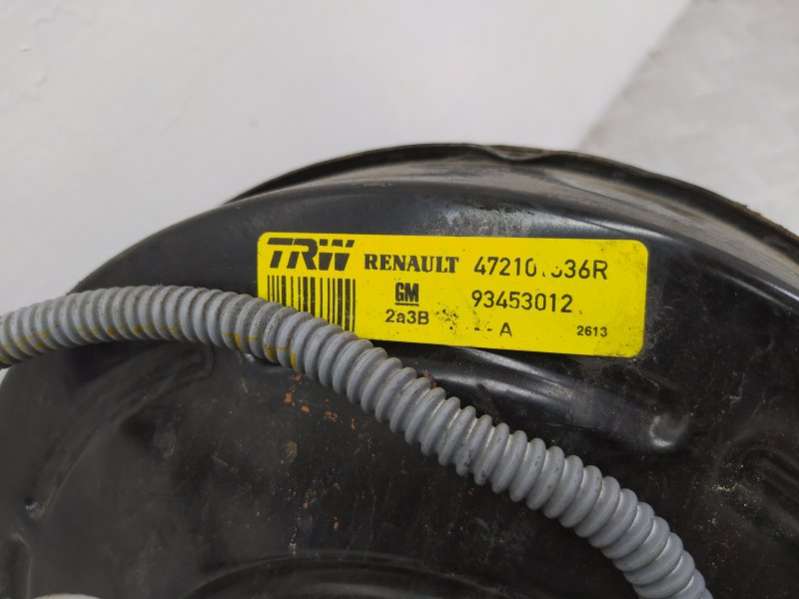 TRW RENAULT
GM 93453012
2a3B A 2613